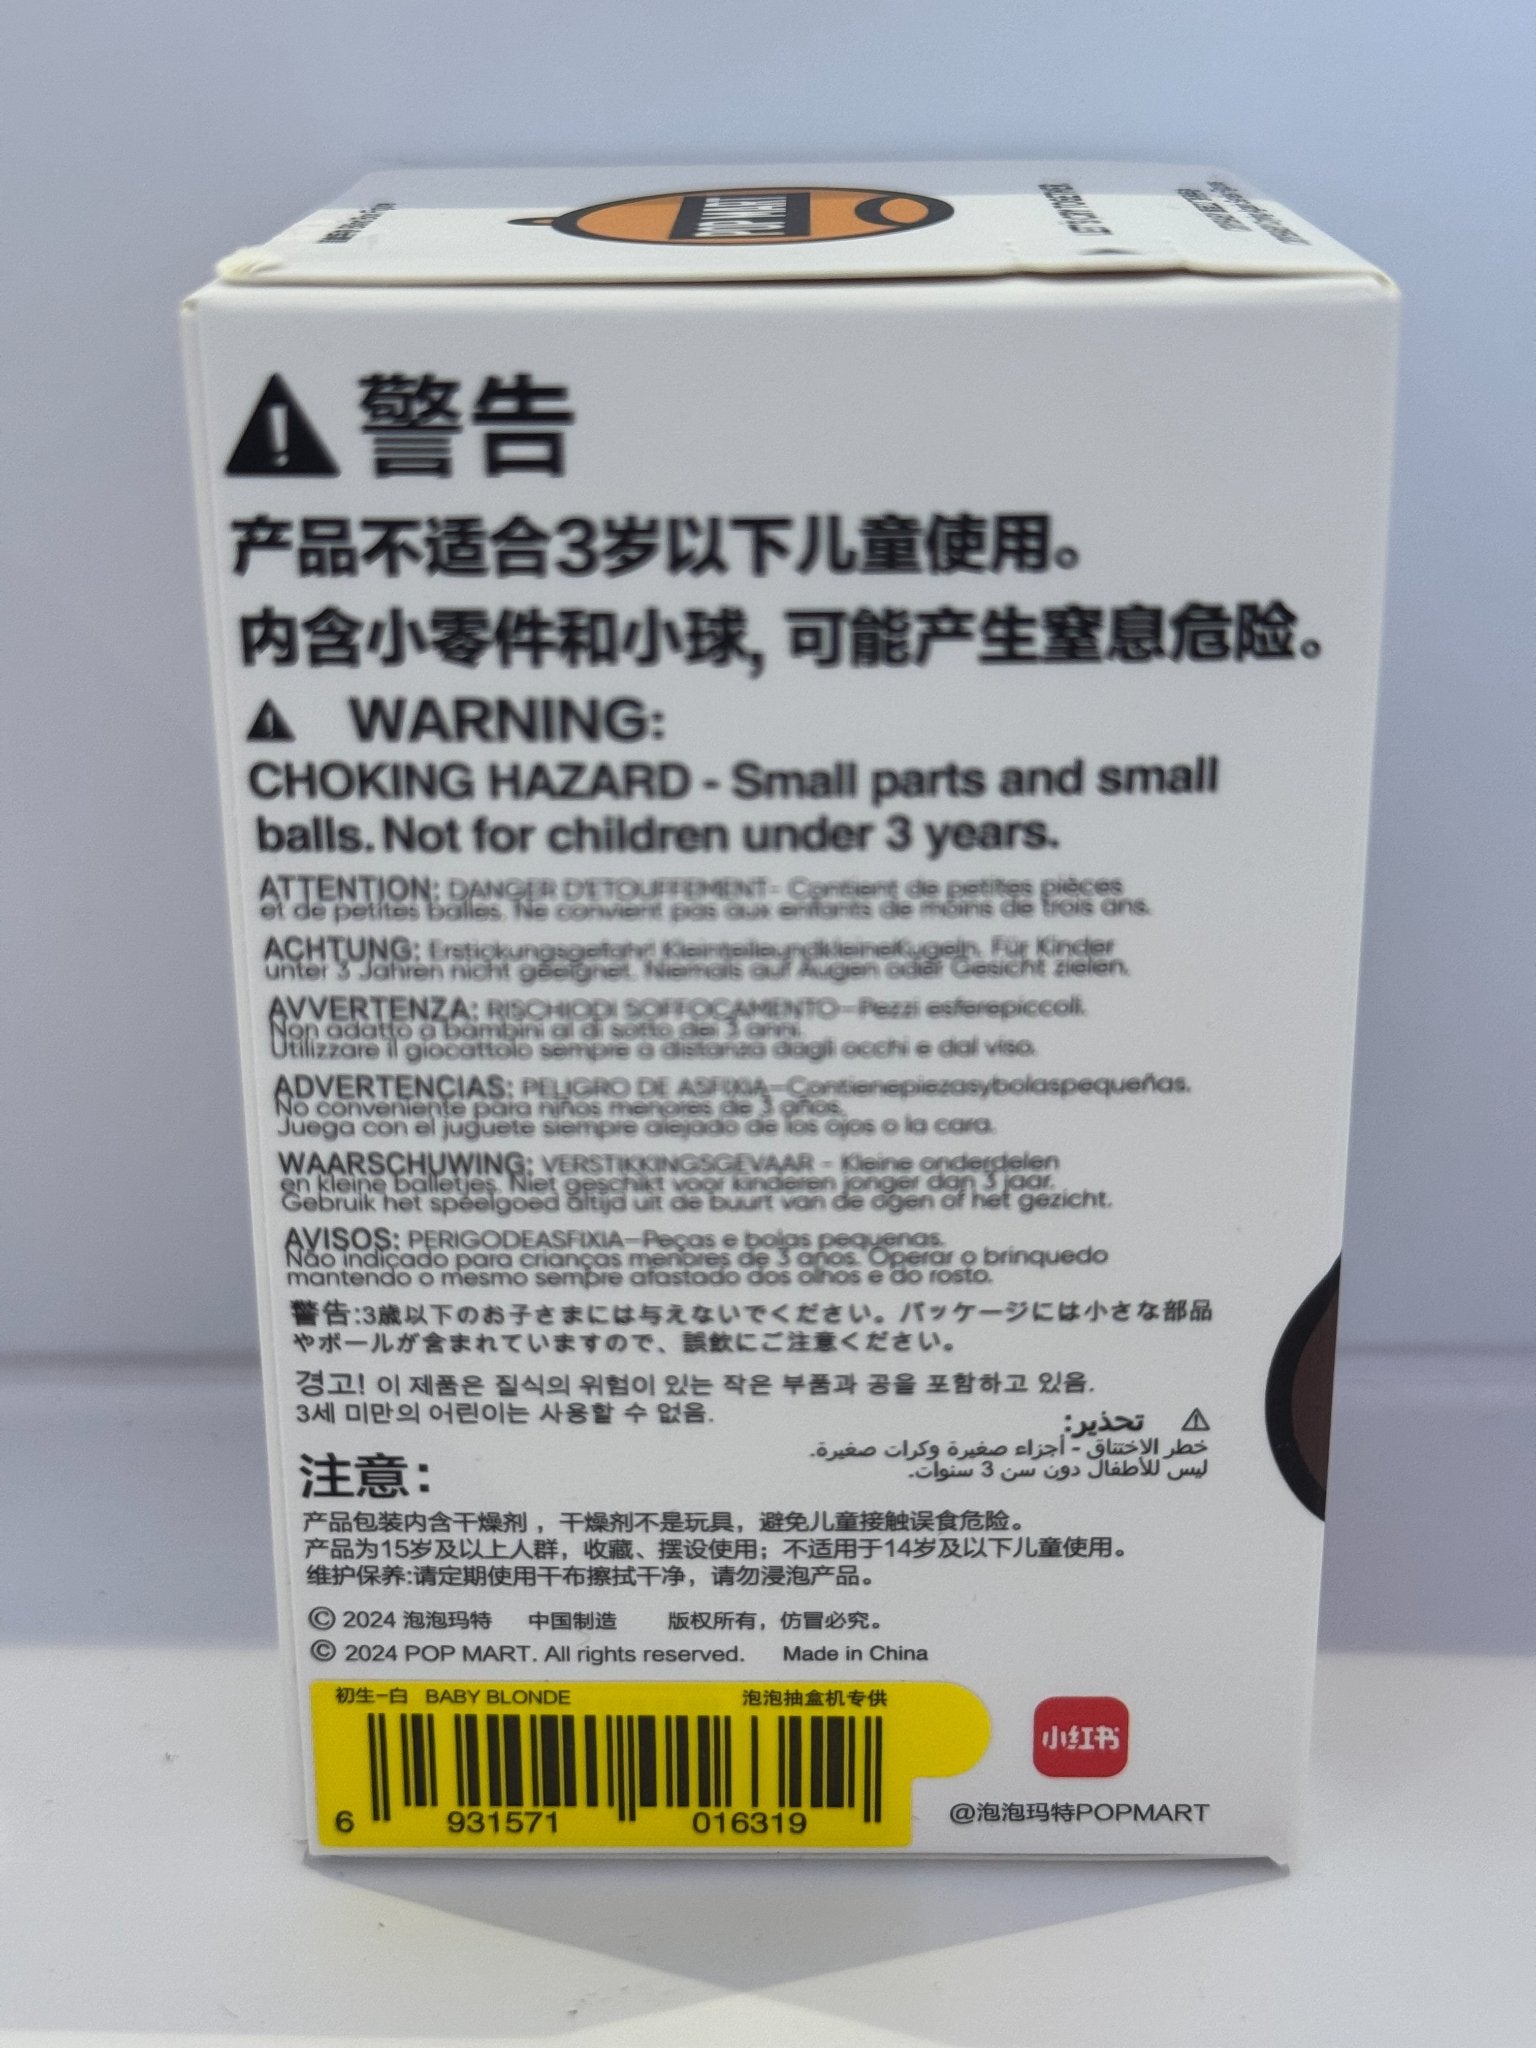 POP MART
警告
产品不适合3岁以下儿童使用。
内含小零件和小球, 可能产生窒息危险。
WARNING:
CHOKING HAZARD - Small parts and small
balls. Not for children under 3 years.
ATTENTION: DANGER D'ETOUFFEMENT- Contient de petites pièces
et de petites balles. Ne convient pas aux enfants de moins de trois ans.
ACHTUNG: Erstickungsgefahr! KleinteileundkleineKugeln. Für Kinder
unter 3 Jahren nicht geeignet. Niemals auf Augen oder Gesicht zielen.
AVVERTENZA: RISCHIODI SOFFOCAMENTO-Pezzi esferepiccoli.
Non adatto a bambini al di sotto dei 3 anni.
Utilizzare il giocattolo sempre a distanza dagli occhi e dal viso.
ADVERTENCIAS: PELIGRO DE ASFIXIA-Contienepiezasybolaspequeñas.
No conveniente para niños menores de 3 años.
Juega con el juguete siempre alejado de los ojos o la cara.
WAARSCHUWING: VERSTIKKINGSGEVAAR - Kleine onderdelen
en kleine balletjes. Niet geschikt voor kinderen jonger dan 3 jaar.
Gebruik het speelgoed altijd uit de buurt van de ogen of het gezicht.
AVISOS: PERIGODEASFIXIA-Peças e bolas pequenas.
Não indicado para crianças menores de 3 anos. Operar o brinquedo
mantendo o mesmo sempre afastado dos olhos e do rosto.
警告:3歳以下のお子さまには与えないでください。パッケージには小さな部品
やボールが含まれていますので、誤飲にご注意ください。
경고! 이 제품은 질식의 위험이 있는 작은 부품과 공을 포함하고 있음.
3세 미만의 어린이는 사용할 수 없음.
تحذير:
خطر الاختناق - أجزاء صغيرة وكرات صغيرة.
ليس للأطفال دون سن 3 سنوات.
注意:
产品包装内含干燥剂，干燥剂不是玩具，避免儿童接触误食危险。
产品为15岁及以上人群，收藏、摆设使用；不适用于14岁及以下儿童使用。
维护保养:请定期使用干布擦拭干净，请勿浸泡产品。
© 2024 泡泡玛特 中国制造 版权所有，仿冒必究。
© 2024 POP MART. All rights reserved. Made in China
初生-白 BABY BLONDE 泡泡抽盒机专供
6 931571 016319
小红书
@泡泡玛特POPMART